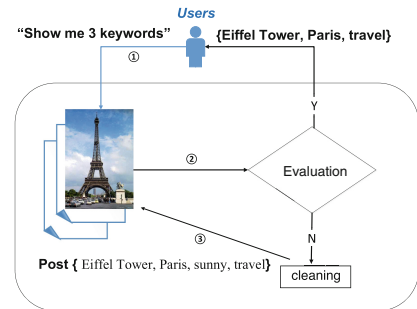 Users
“Show me 3 keywords”
{Eiffel Tower, Paris, travel}
①
Y
②
Evaluation
③
N
Post { Eiffel Tower, Paris, sunny, travel}
cleaning